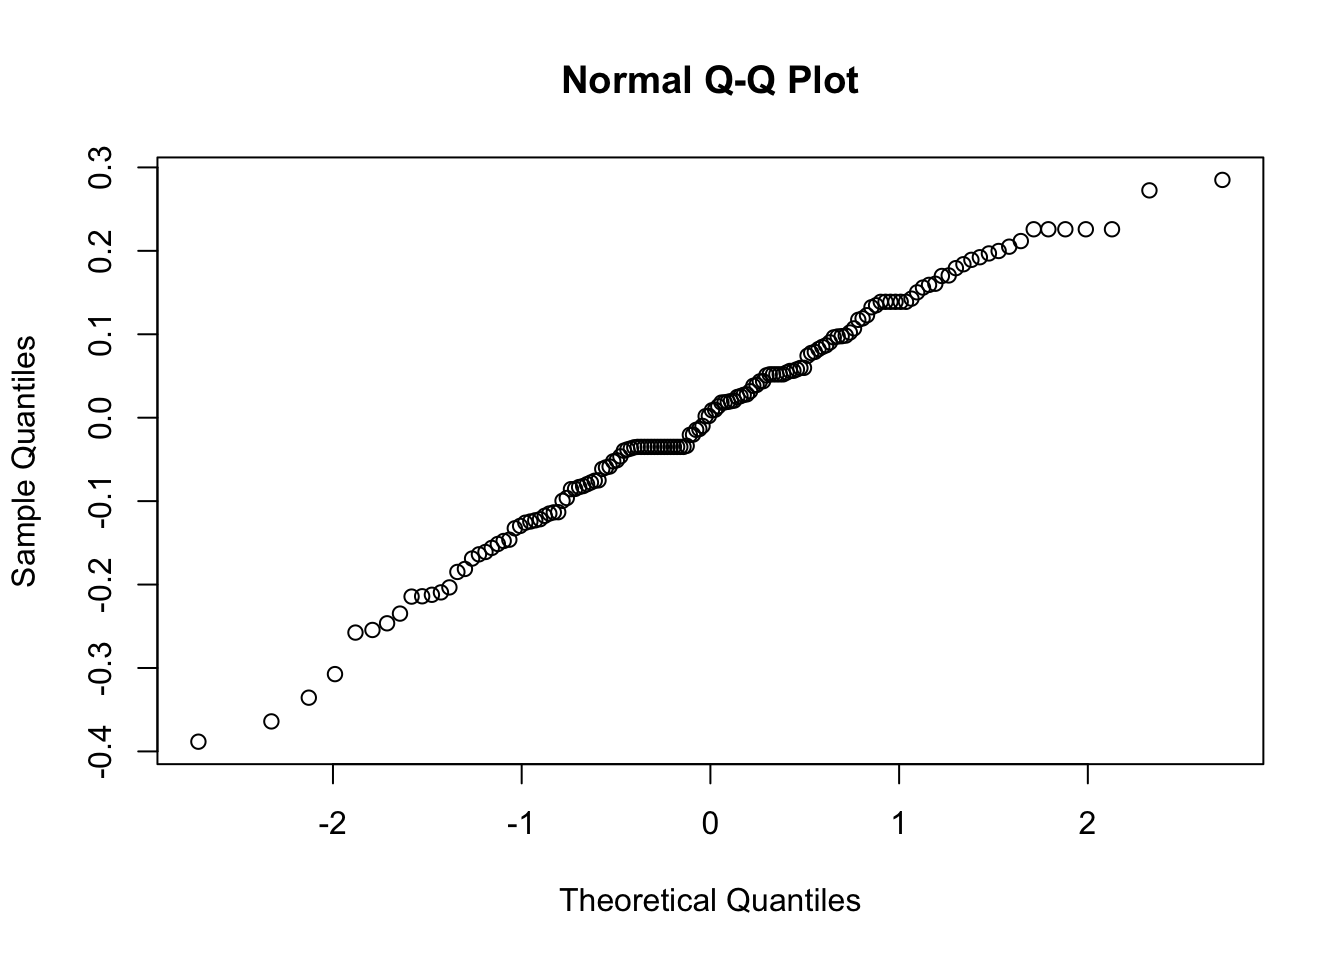 Normal Q-Q Plot
Sample Quantiles
0.3
0.2
0.1
0.0
-0.1
-0.2
-0.3
-0.4
-2 -1 0 1 2
Theoretical Quantiles